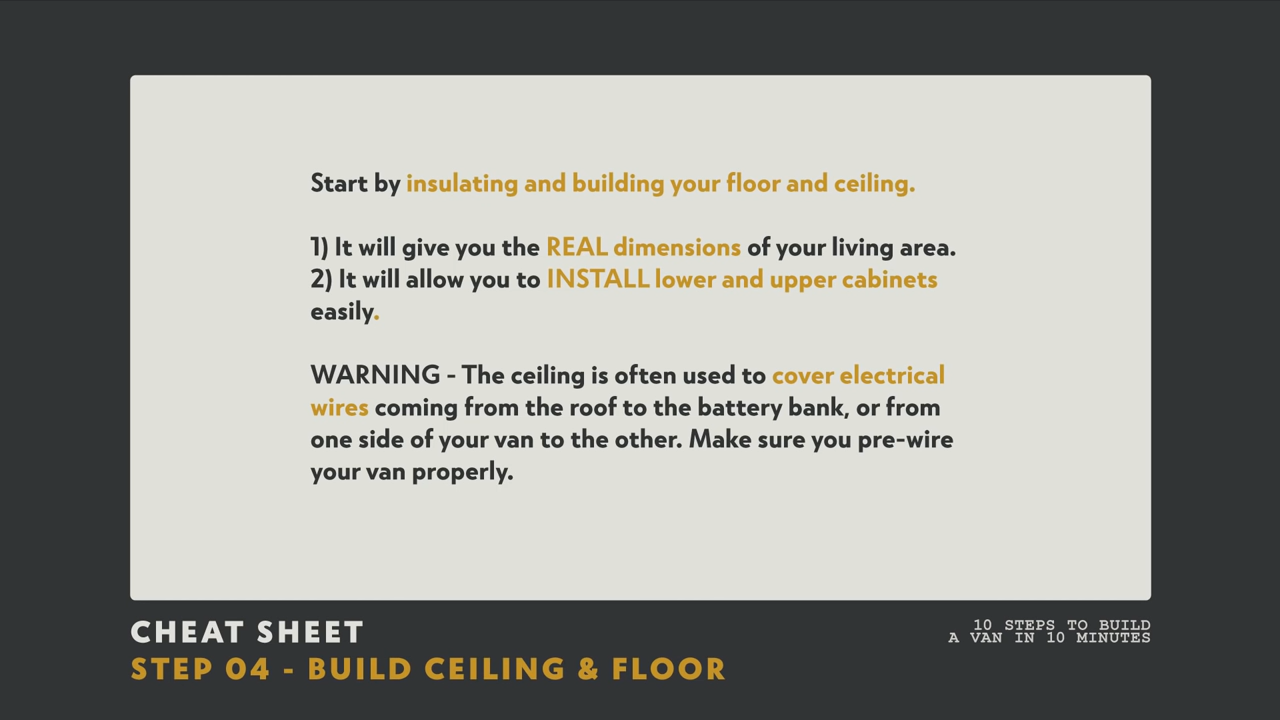 Start by insulating and building your floor and ceiling.
1) It will give you the REAL dimensions of your living area.
2) It will allow you to INSTALL lower and upper cabinets
easily.
WARNING - The ceiling is often used to cover electrical
wires coming from the roof to the battery bank, or from
one side of your van to the other. Make sure you pre-wire
your van properly.
CHEAT SHEET
STEP 04 - BUILD CEILING & FLOOR
10 STEPS TO BUILD
A VAN IN 10 MINUTES